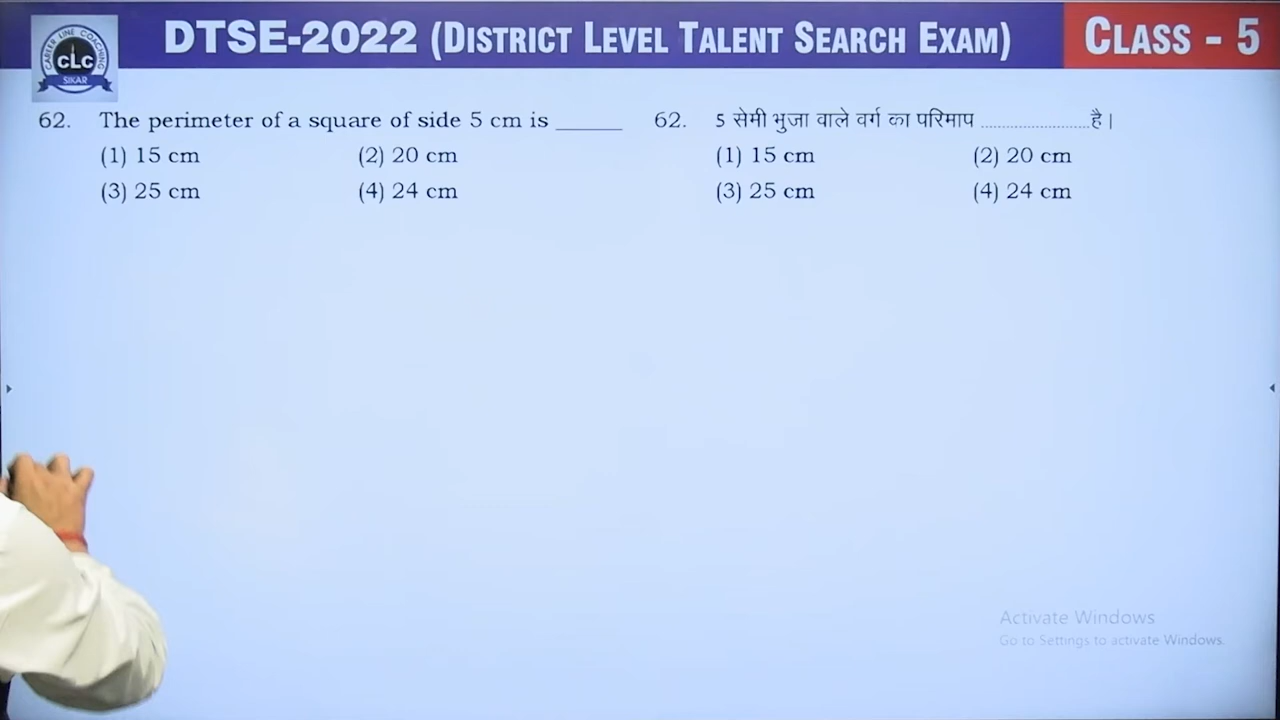 DTSE-2022 (DISTRICT LEVEL TALENT SEARCH EXAM)
CLASS - 5
CAREER LINE COACHING
CLC
SIKAR
62. The perimeter of a square of side 5 cm is ______
(1) 15 cm (2) 20 cm
(3) 25 cm (4) 24 cm
62. 5 सेमी भुजा वाले वर्ग का परिमाप ........................है।
(1) 15 cm (2) 20 cm
(3) 25 cm (4) 24 cm
Activate Windows
Go to Settings to activate Windows.